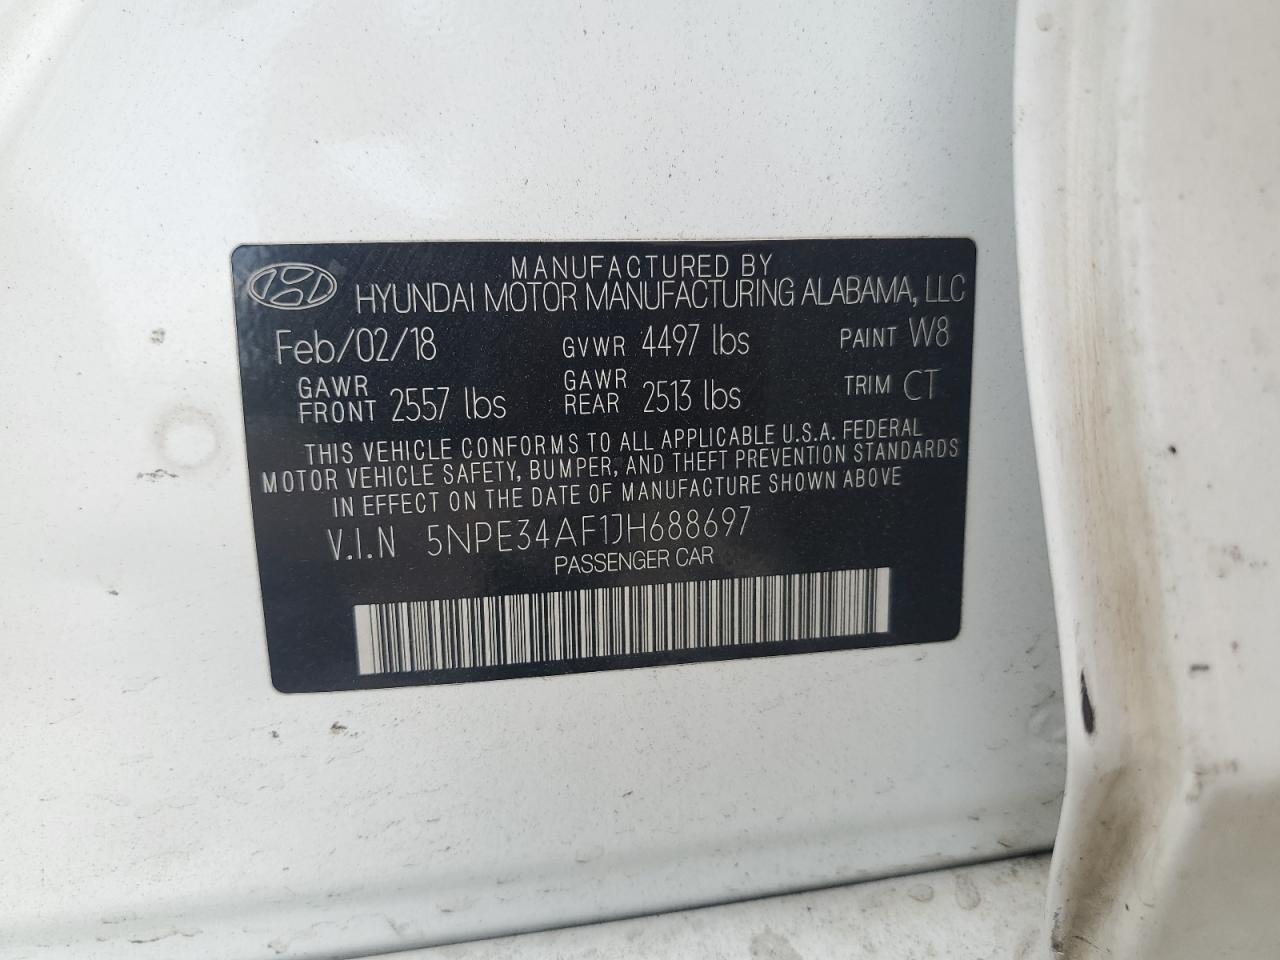 MANUFACTURED BY
HYUNDAI MOTOR MANUFACTURING ALABAMA, LLC
Feb/02/18 GVWR 4497 lbs PAINT W8
GAWR FRONT 2557 lbs GAWR REAR 2513 lbs TRIM CT
THIS VEHICLE CONFORMS TO ALL APPLICABLE U.S.A. FEDERAL
MOTOR VEHICLE SAFETY, BUMPER, AND THEFT PREVENTION STANDARDS
IN EFFECT ON THE DATE OF MANUFACTURE SHOWN ABOVE
V.I.N 5NPE34AF1JH688697
PASSENGER CAR